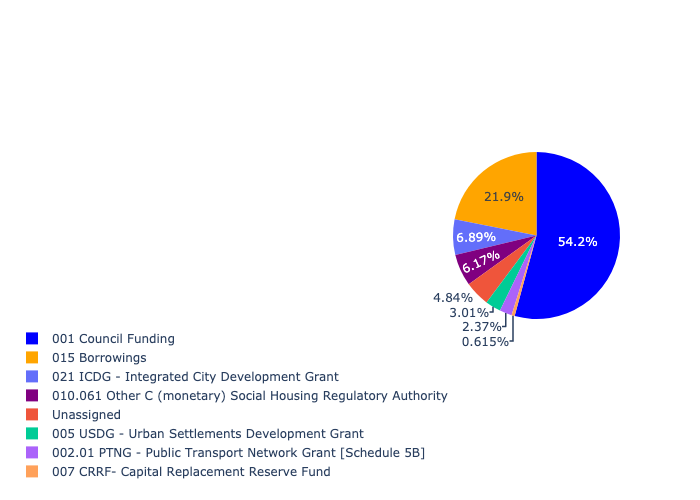 21.9%
54.2%
6.89%
6.17%
4.84%
3.01%
2.37%
0.615%
001 Council Funding
015 Borrowings
021 ICDG - Integrated City Development Grant
010.061 Other C (monetary) Social Housing Regulatory Authority
Unassigned
005 USDG - Urban Settlements Development Grant
002.01 PTNG - Public Transport Network Grant [Schedule 5B]
007 CRRF- Capital Replacement Reserve Fund